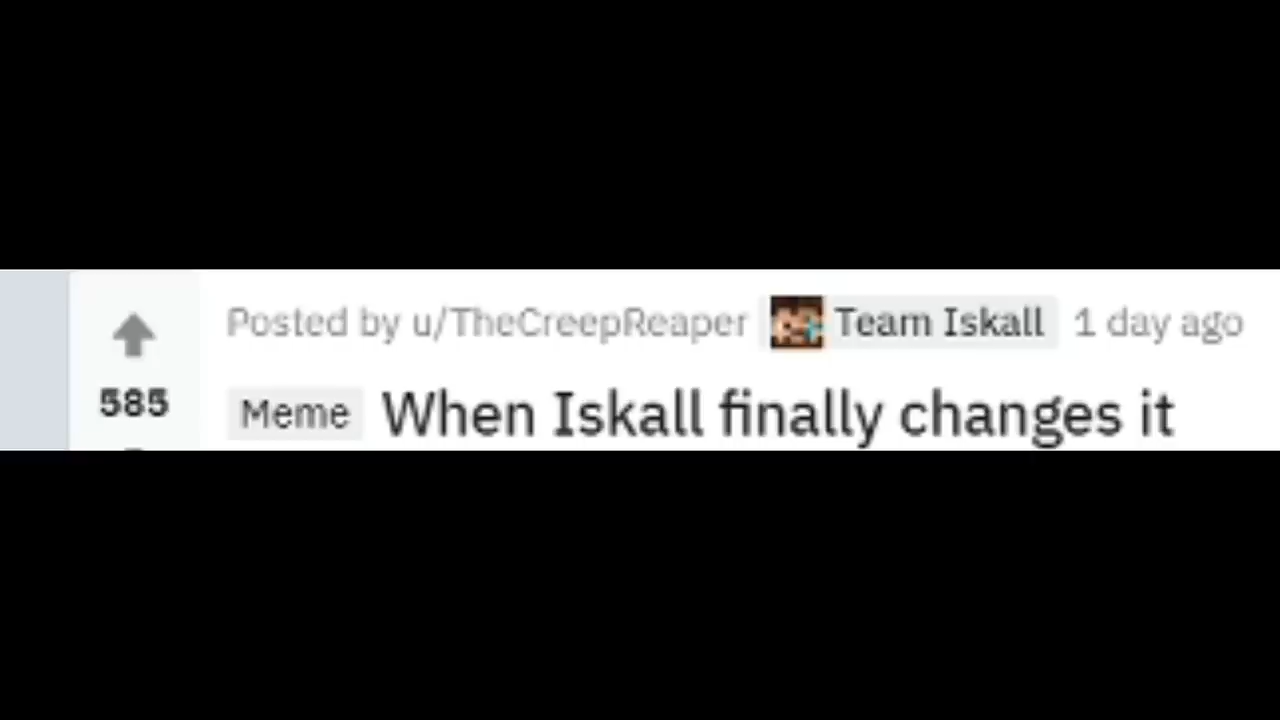 Posted by u/TheCreepReaper Team Iskall 1 day ago
585
Meme When Iskall finally changes it